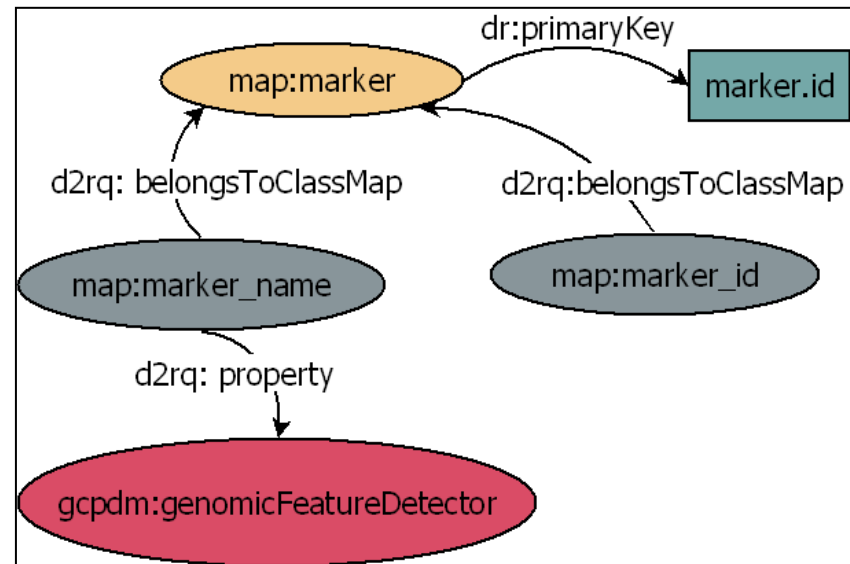 dr:primaryKey
map:marker
marker.id
d2rq: belongsToClassMap
d2rq:belongsToClassMap
map:marker_name
map:marker_id
d2rq: property
gcpdm:genomicFeatureDetector